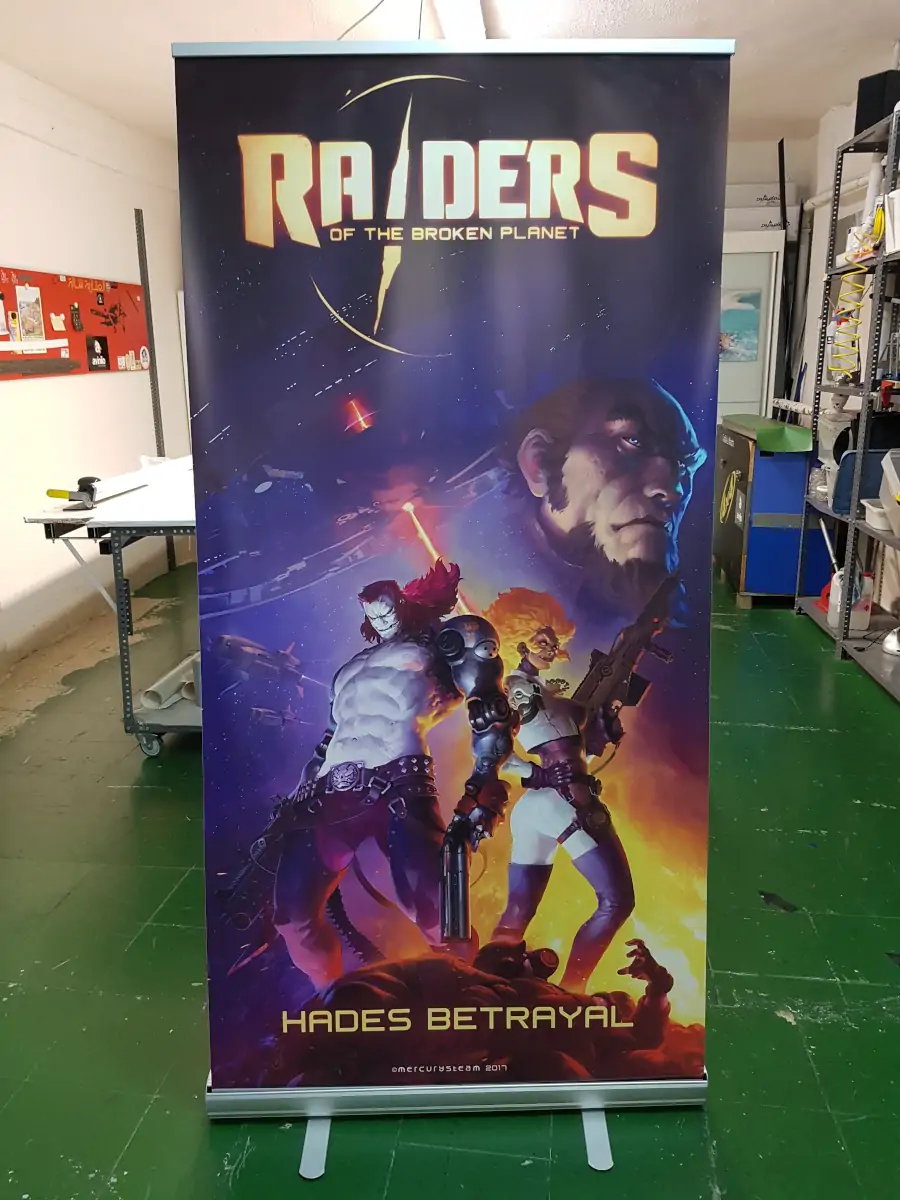 RAIDERS
OF THE BROKEN PLANET
HADES BETRAYAL
©mercurysteam 2017